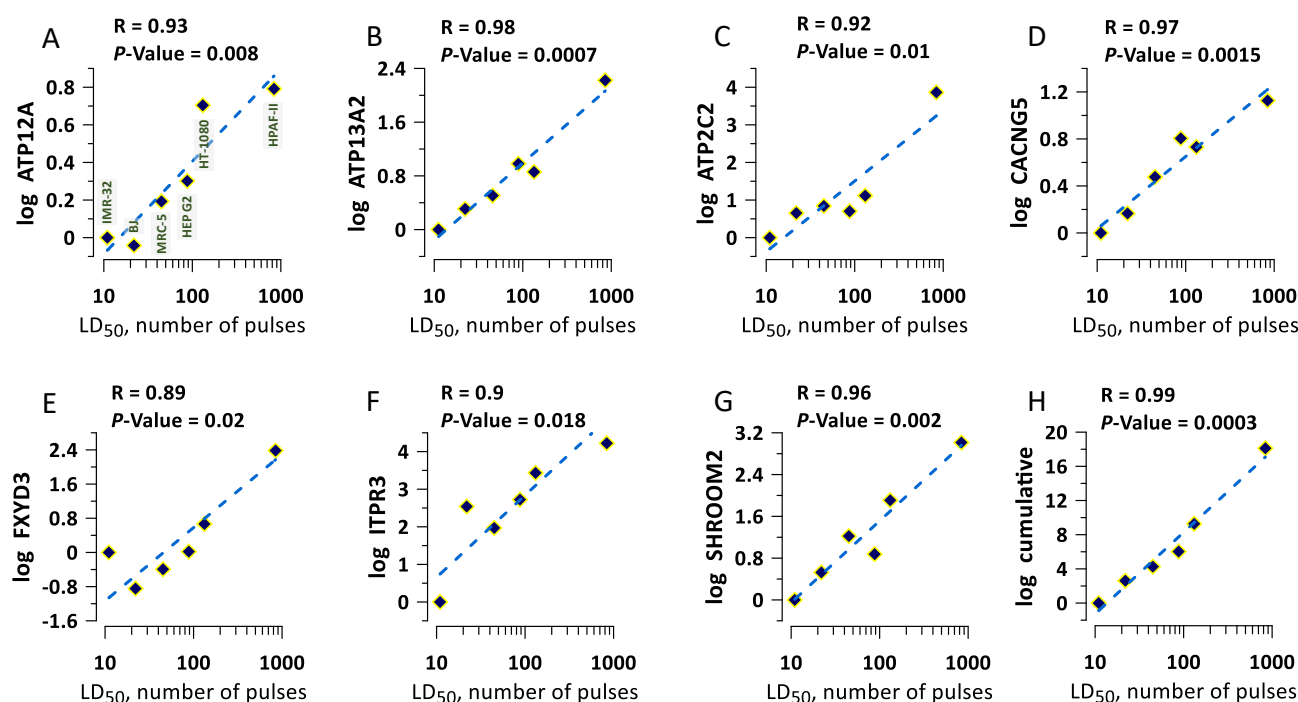 A
R = 0.93
P-Value = 0.008
log ATP12A
0.8
0.6
0.4
0.2
0
IMR-32
BJ
MRC-5
HEP G2
HT-1080
HPAF-II
10 100 1000
LD50, number of pulses
B
R = 0.98
P-Value = 0.0007
log ATP13A2
2.4
1.6
0.8
0
10 100 1000
LD50, number of pulses
C
R = 0.92
P-Value = 0.01
log ATP2C2
4
3
2
1
0
10 100 1000
LD50, number of pulses
D
R = 0.97
P-Value = 0.0015
log CACNG5
1.2
0.8
0.4
0
10 100 1000
LD50, number of pulses
E
R = 0.89
P-Value = 0.02
log FXYD3
2.4
1.6
0.8
0
-0.8
-1.6
10 100 1000
LD50, number of pulses
F
R = 0.9
P-Value = 0.018
log ITPR3
4
3
2
1
0
10 100 1000
LD50, number of pulses
G
R = 0.96
P-Value = 0.002
log SHROOM2
3.2
2.4
1.6
0.8
0
10 100 1000
LD50, number of pulses
H
R = 0.99
P-Value = 0.0003
log cumulative
20
16
12
8
4
0
10 100 1000
LD50, number of pulses